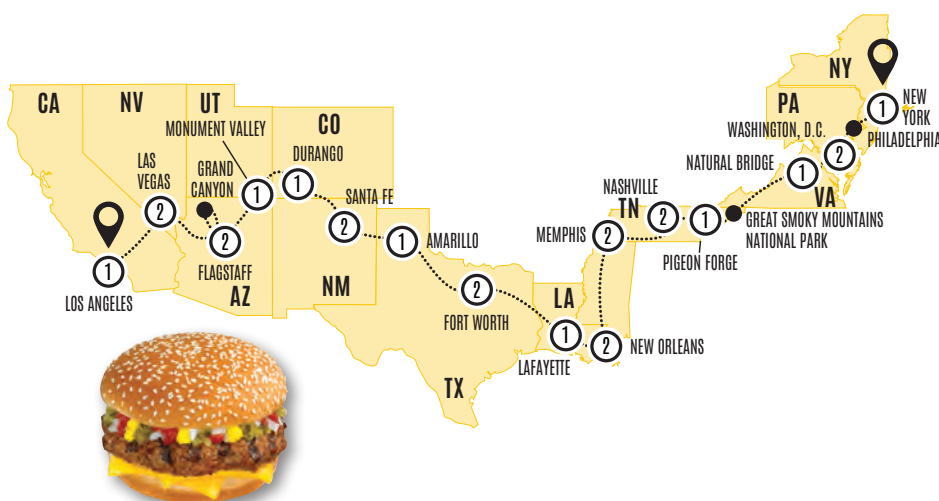 CA
NV
UT
MONUMENT VALLEY
CO
DURANGO
LAS
VEGAS
GRAND
CANYON
1
1
2
SANTA FE
2
2
1
AMARILLO
1
LOS ANGELES
FLAGSTAFF
AZ
NM
2
FORT WORTH
TX
LA
1
LAFAYETTE
2
NEW ORLEANS
MEMPHIS
2
NASHVILLE
TN
2
1
PIGEON FORGE
GREAT SMOKY MOUNTAINS
NATIONAL PARK
NATURAL BRIDGE
1
VA
WASHINGTON, D.C.
2
PA
PHILADELPHIA
NY
1
NEW
YORK